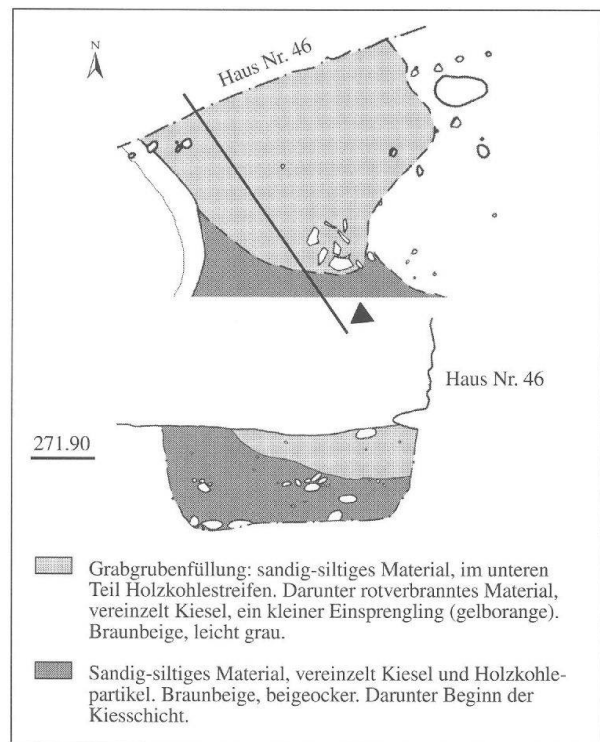 N
Haus Nr. 46
Haus Nr. 46
271.90
Grabgrubenfüllung: sandig-siltiges Material, im unteren
Teil Holzkohlestreifen. Darunter rotverbranntes Material,
vereinzelt Kiesel, ein kleiner Einsprengling (gelborange).
Braunbeige, leicht grau.
Sandig-siltiges Material, vereinzelt Kiesel und Holzkohle-
partikel. Braunbeige, beigeocker. Darunter Beginn der
Kiesschicht.